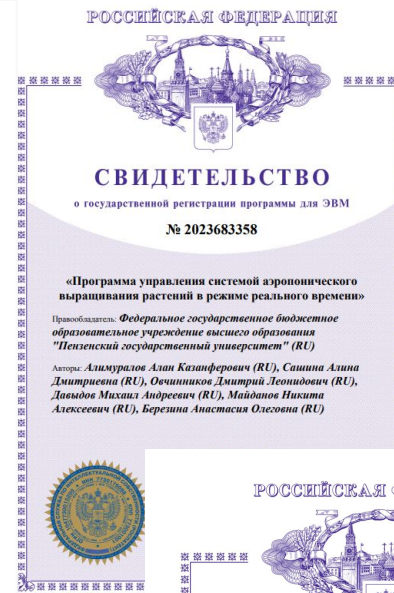 РОССИЙСКАЯ ФЕДЕРАЦИЯ
СВИДЕТЕЛЬСТВО
о государственной регистрации программы для ЭВМ
№ 2023683358
«Программа управления системой аэропонического
выращивания растений в режиме реального времени»
Правообладатель: Федеральное государственное бюджетное
образовательное учреждение высшего образования
"Пензенский государственный университет" (RU)
Авторы: Алимуралов Алан Казанферович (RU), Сашина Алина
Дмитриевна (RU), Овчинников Дмитрий Леонидович (RU),
Давыдов Михаил Андреевич (RU), Майданов Никита
Алексеевич (RU), Березина Анастасия Олеговна (RU)
РОССИЙСКАЯ